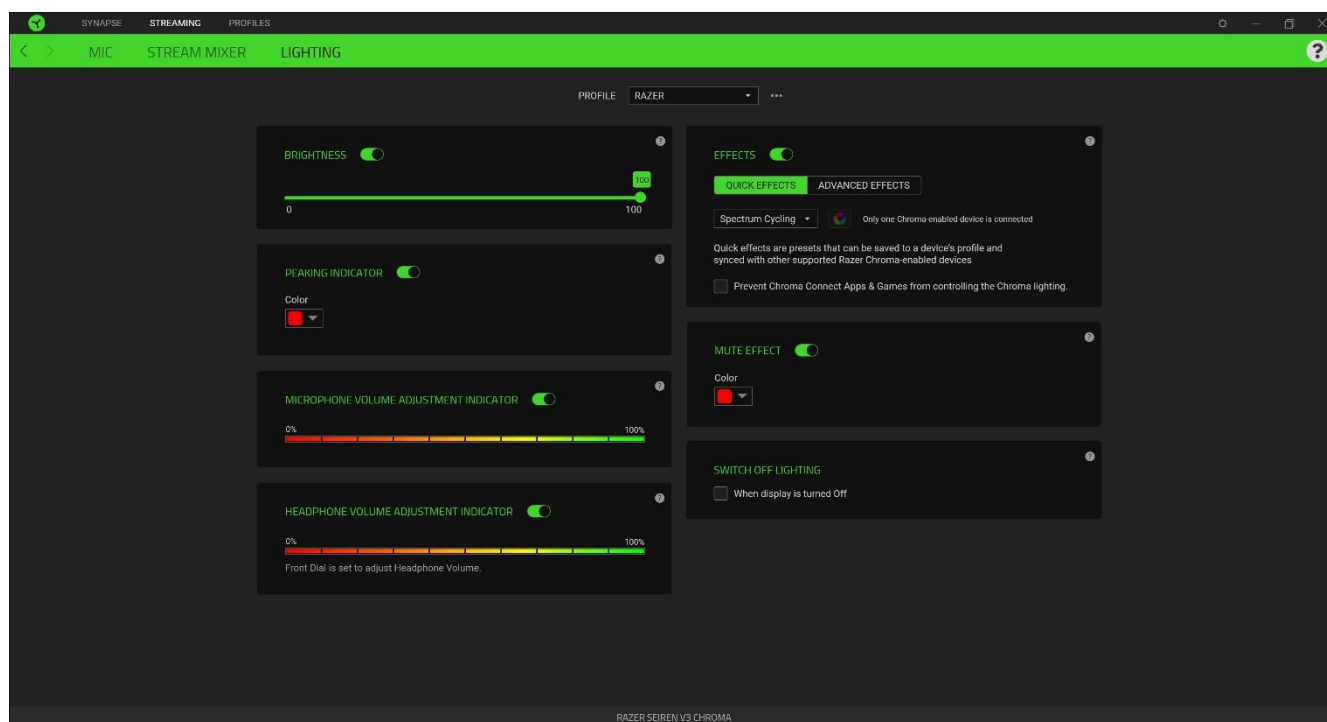 SYNAPSE STREAMING PROFILES
MIC STREAM MIXER LIGHTING ?
PROFILE RAZER
BRIGHTNESS
100
0 100
PEAKING INDICATOR
Color
MICROPHONE VOLUME ADJUSTMENT INDICATOR
0% 100%
HEADPHONE VOLUME ADJUSTMENT INDICATOR
0% 100%
Front Dial is set to adjust Headphone Volume.
EFFECTS
QUICK EFFECTS ADVANCED EFFECTS
Spectrum Cycling Only one Chroma-enabled device is connected
Quick effects are presets that can be saved to a device's profile and
synced with other supported Razer Chroma-enabled devices
Prevent Chroma Connect Apps & Games from controlling the Chroma lighting.
MUTE EFFECT
Color
SWITCH OFF LIGHTING
When display is turned Off
RAZER SEIREN V3 CHROMA